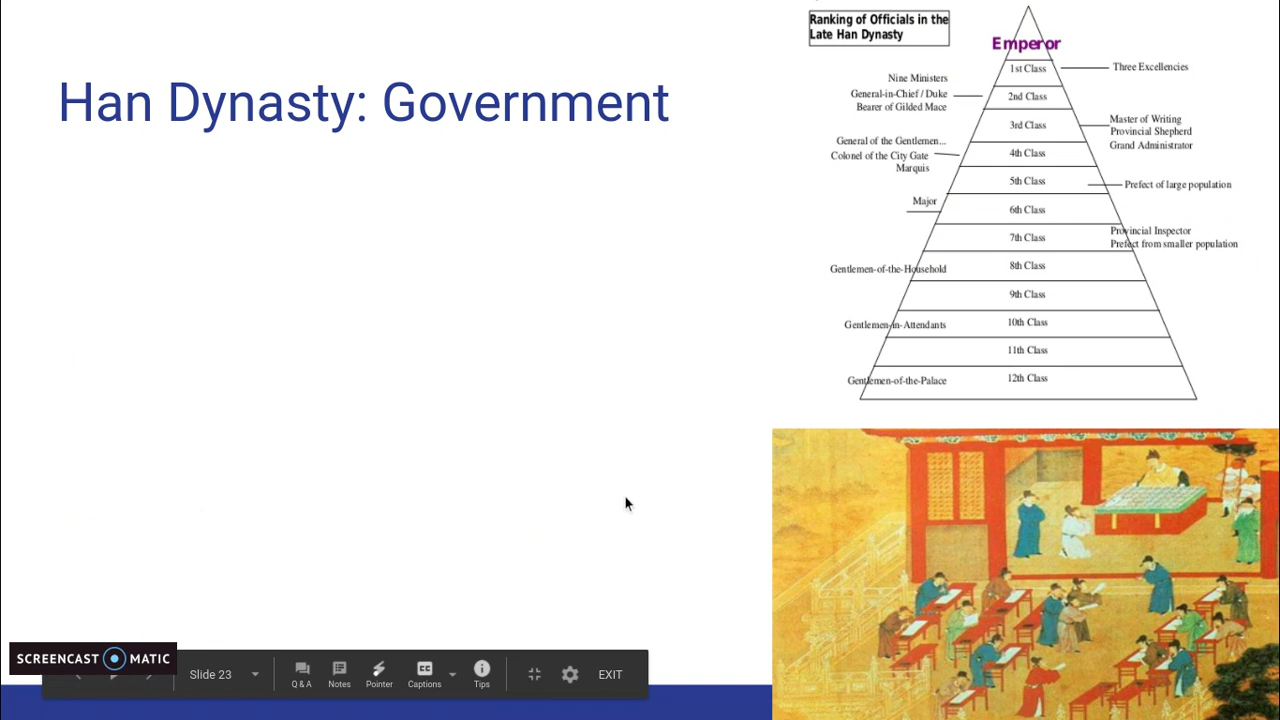 Han Dynasty: Government
Ranking of Officials in the
Late Han Dynasty
Emperor
1st Class
Three Excellencies
Nine Ministers
General-in-Chief / Duke
Bearer of Gilded Mace
2nd Class
3rd Class
Master of Writing
Provincial Shepherd
Grand Administrator
General of the Gentlemen...
Colonel of the City Gate
Marquis
4th Class
5th Class
Prefect of large population
Major
6th Class
7th Class
Provincial Inspector
Prefect from smaller population
Gentlemen-of-the-Household
8th Class
9th Class
Gentlemen-in-Attendants
10th Class
11th Class
Gentlemen-of-the-Palace
12th Class
SCREENCAST MATIC
Slide 23
Q & A
Notes
Pointer
CC
Captions
Tips
EXIT